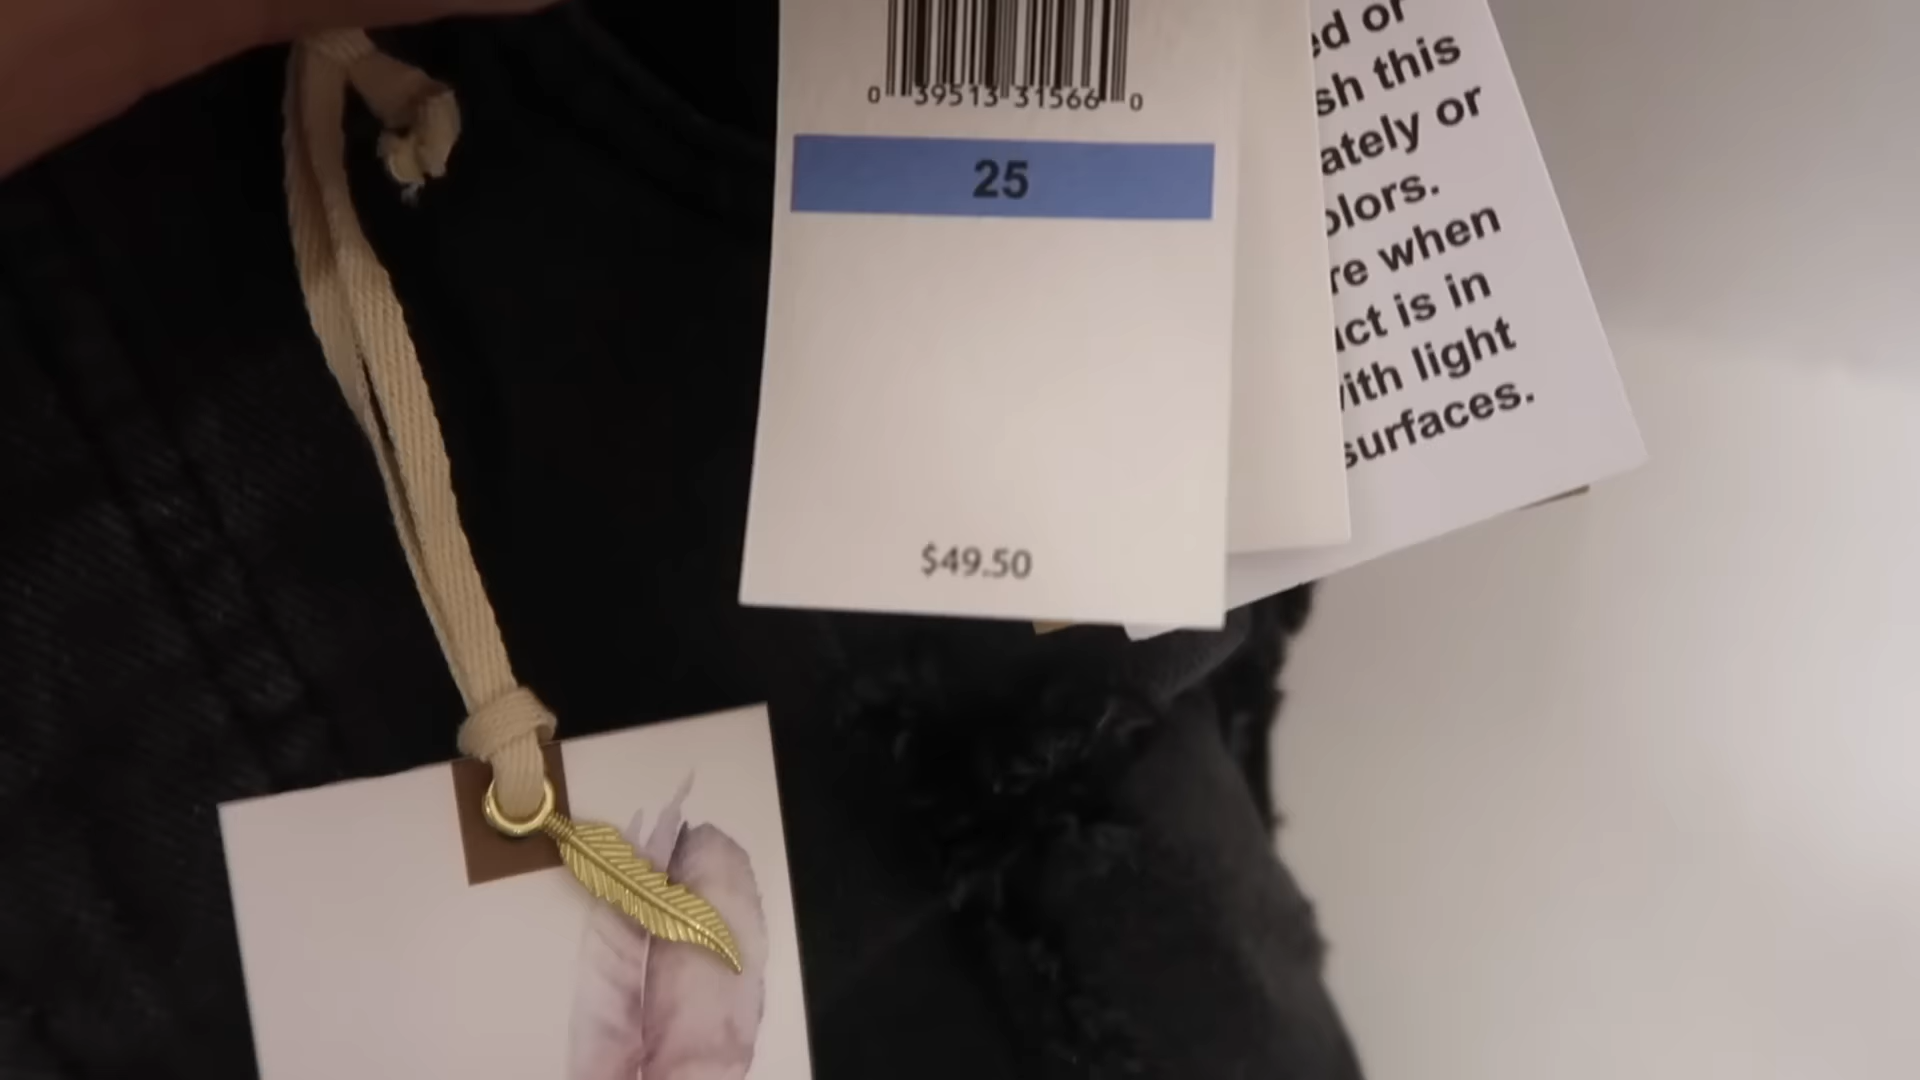 0 39513 31566 0
25
$49.50
ed or
sh this
ately or
olors.
re when
ct is in
ith light
surfaces.